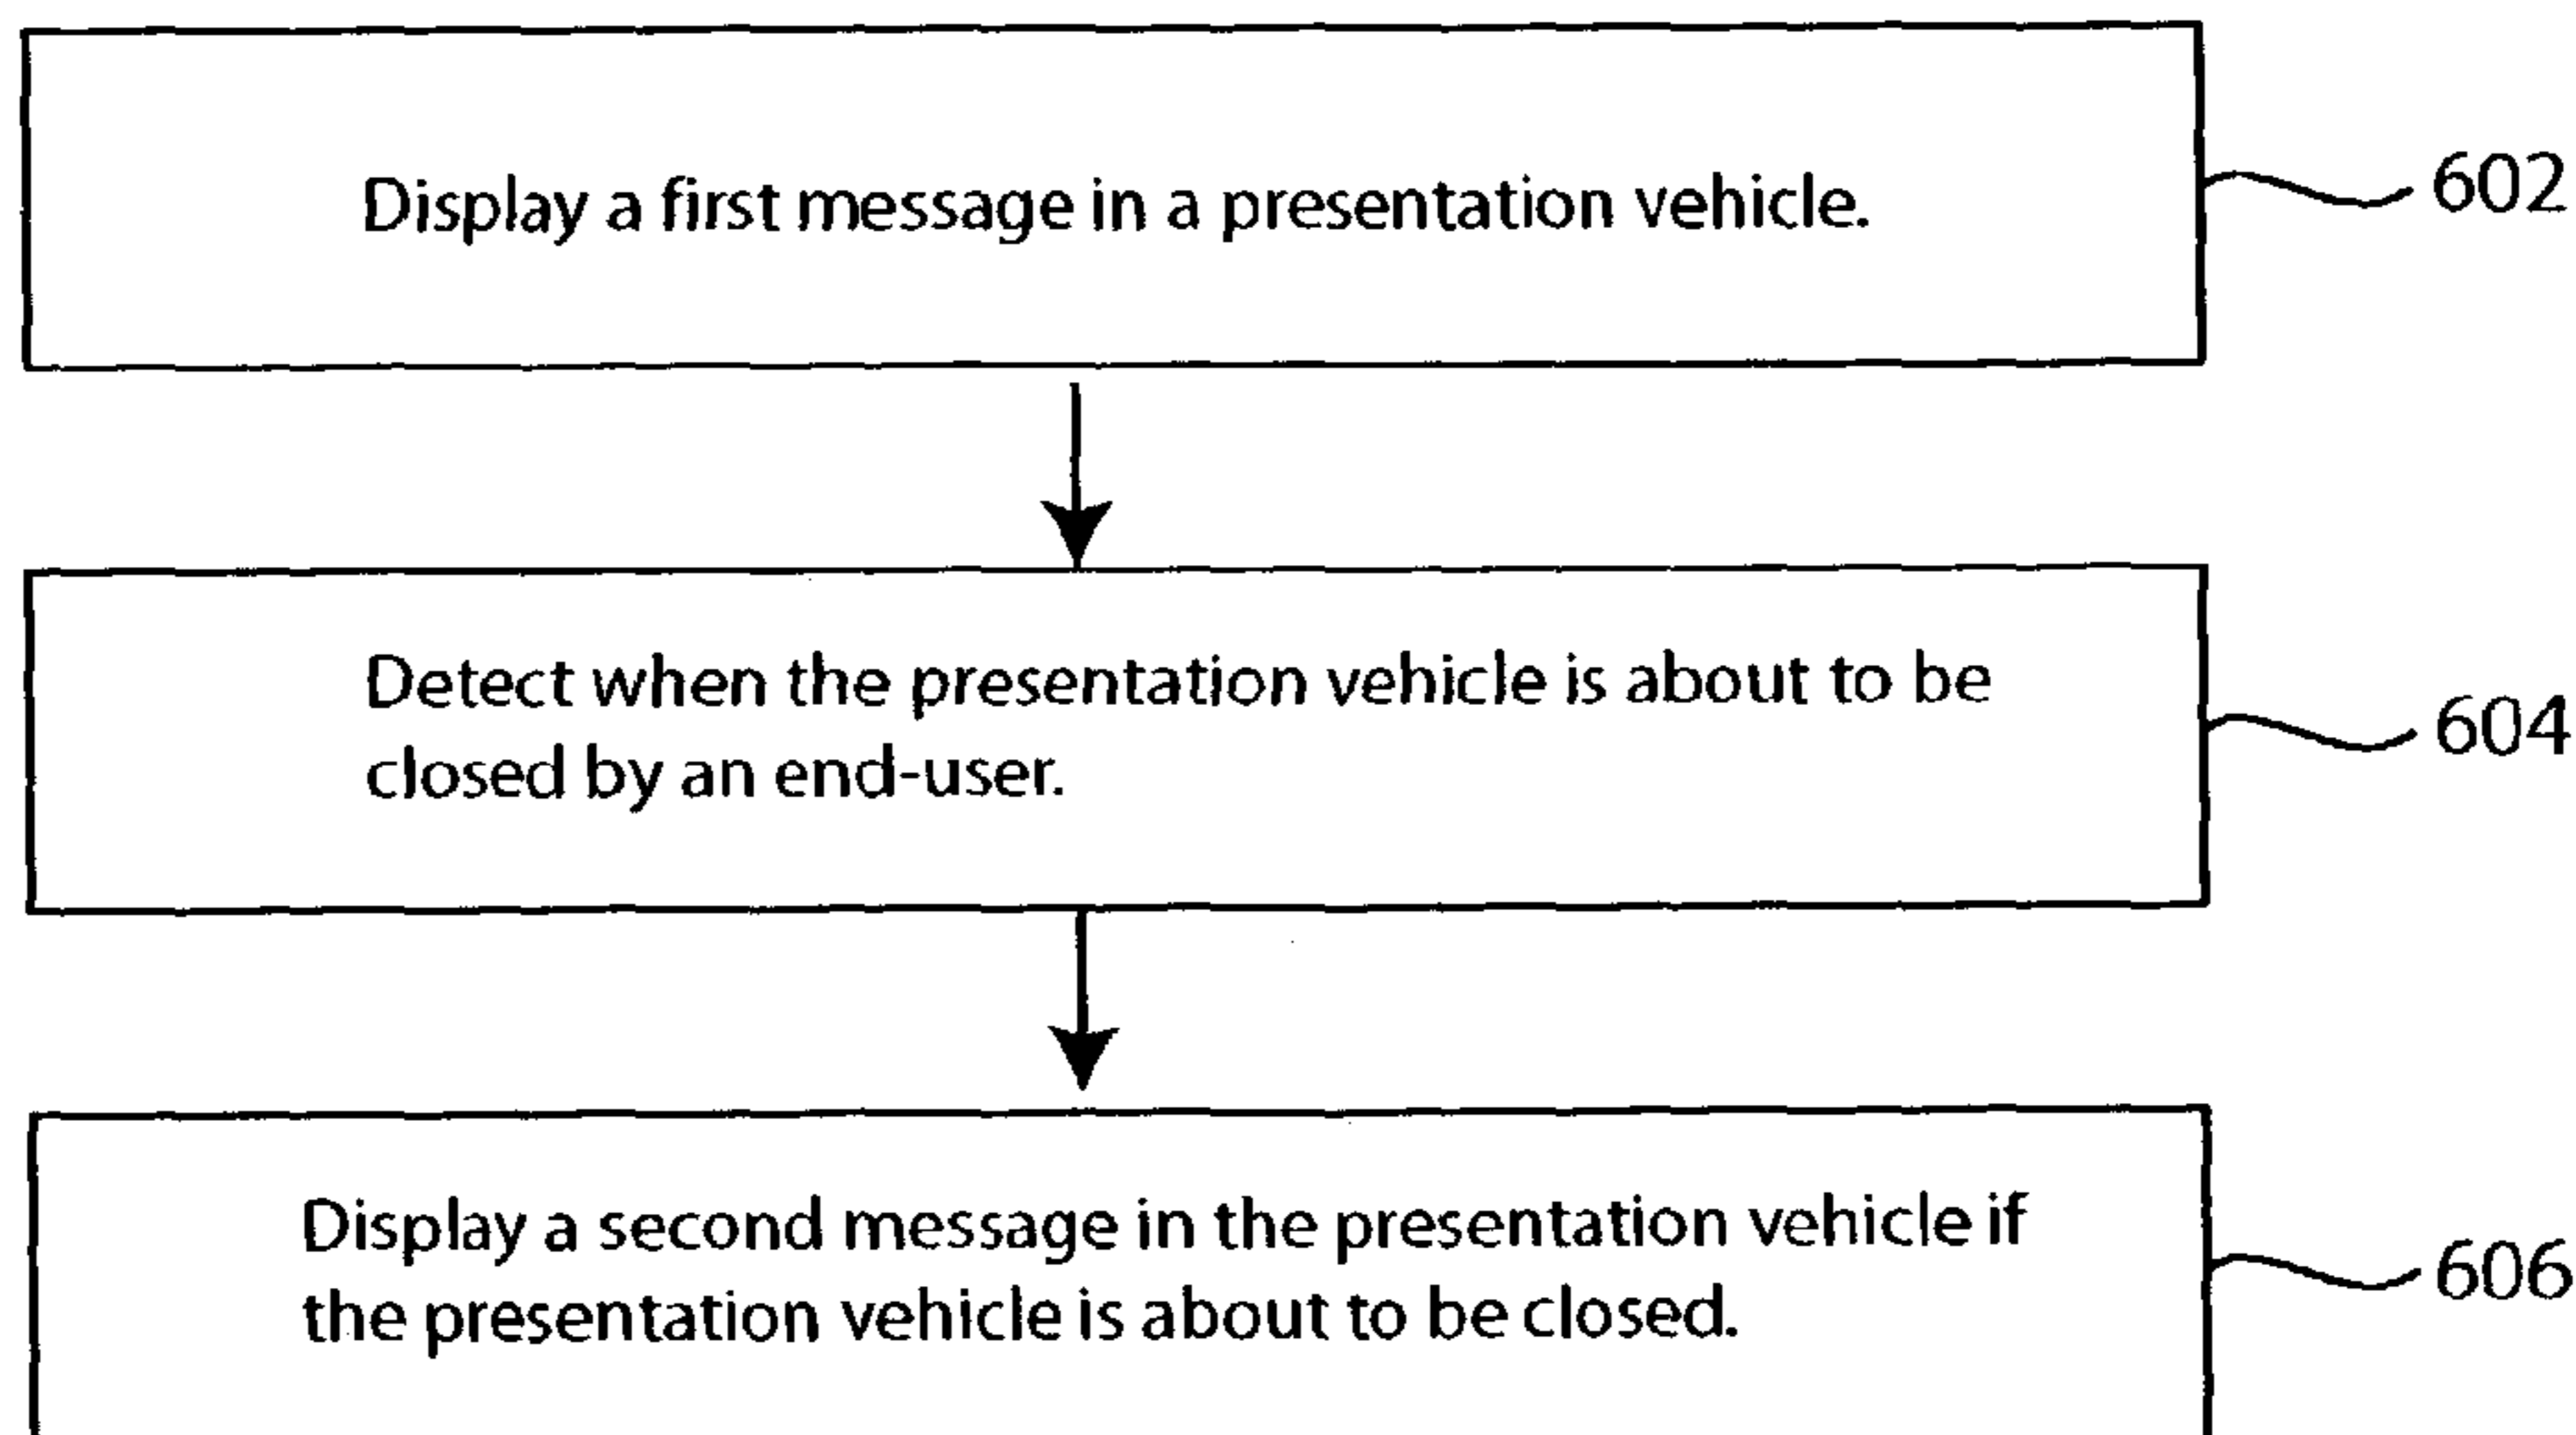 Display a first message in a presentation vehicle.
602
Detect when the presentation vehicle is about to be
closed by an end-user.
604
Display a second message in the presentation vehicle if
the presentation vehicle is about to be closed.
606